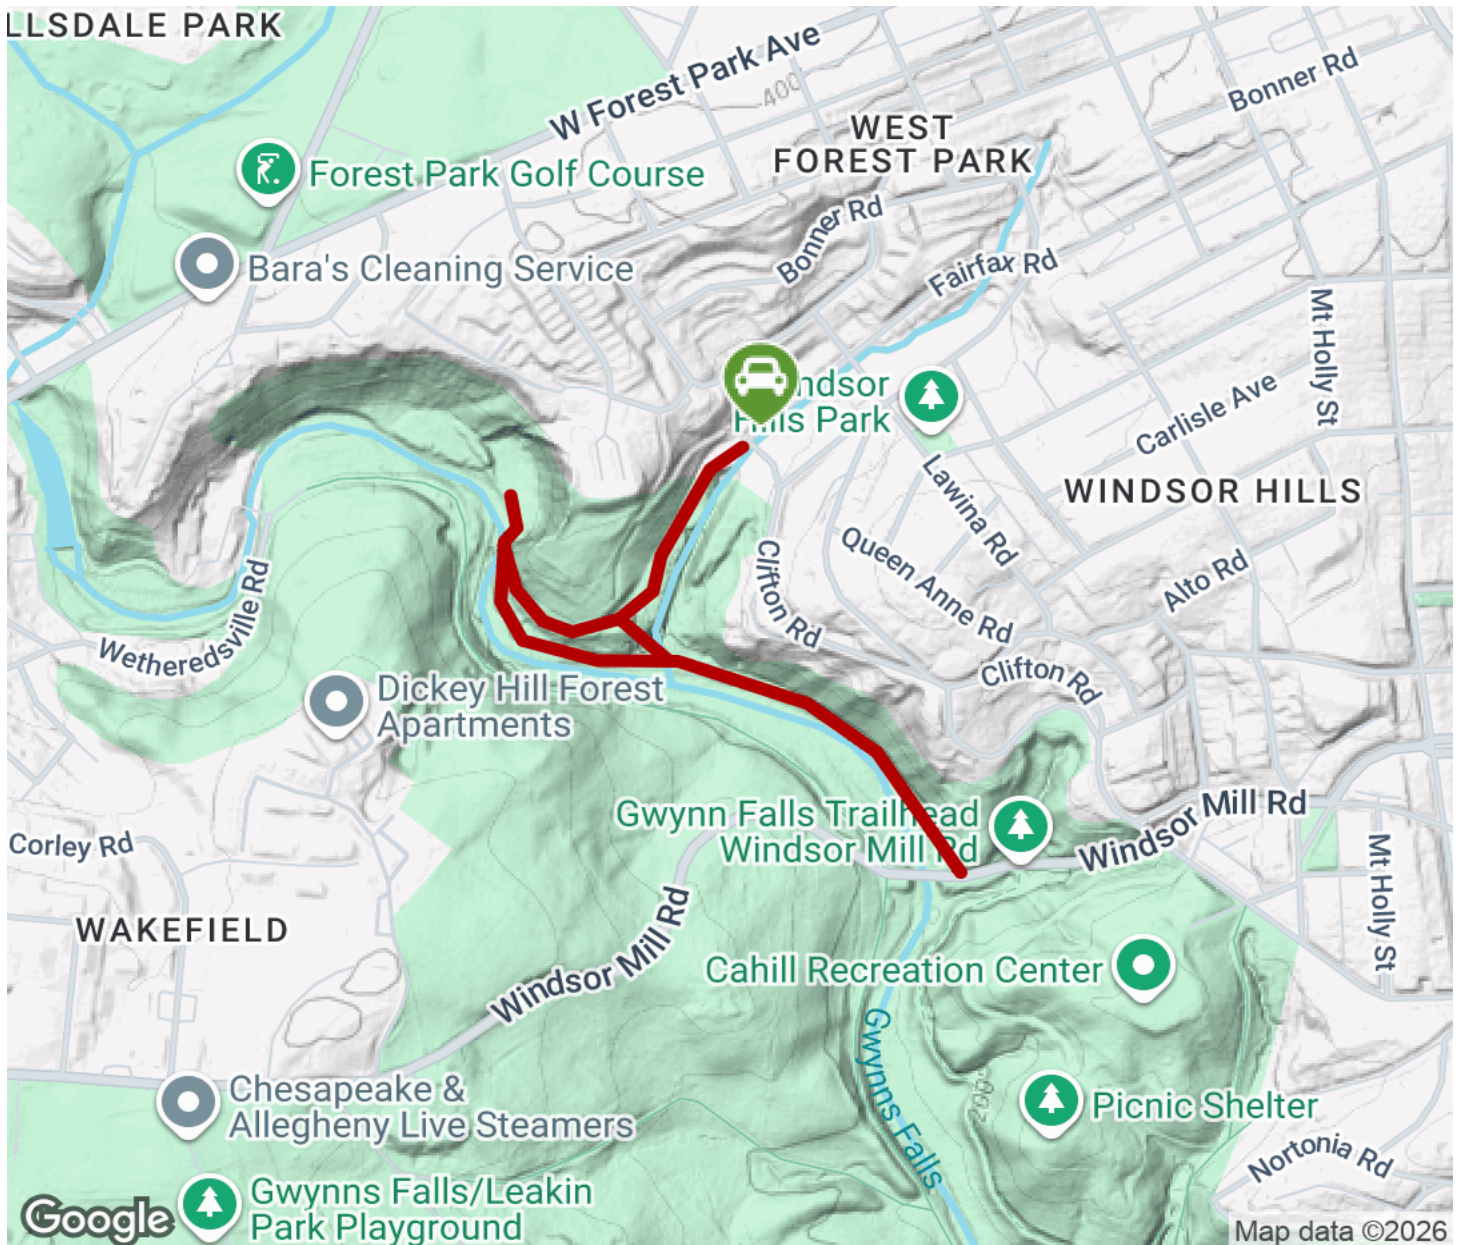 LLSDALE PARK
W Forest Park Ave
400
Bonner Rd
WEST
FOREST PARK
Forest Park Golf Course
Bonner Rd
Bara's Cleaning Service
Fairfax Rd
Mt Holly St
ndsor
Hills Park
Carlisle Ave
Lawina Rd
WINDSOR HILLS
Queen Anne Rd
Clifton Rd
Alto Rd
Wetheredsville Rd
Clifton Rd
Dickey Hill Forest
Apartments
Gwynn Falls Trailhead
Windsor Mill Rd
Windsor Mill Rd
Corley Rd
Mt Holly St
WAKEFIELD
Windsor Mill Rd
Cahill Recreation Center
Gwynns Falls
200
Chesapeake &
Allegheny Live Steamers
Picnic Shelter
Nortonia Rd
Gwynns Falls/Leakin
Park Playground
Google
Map data ©2026